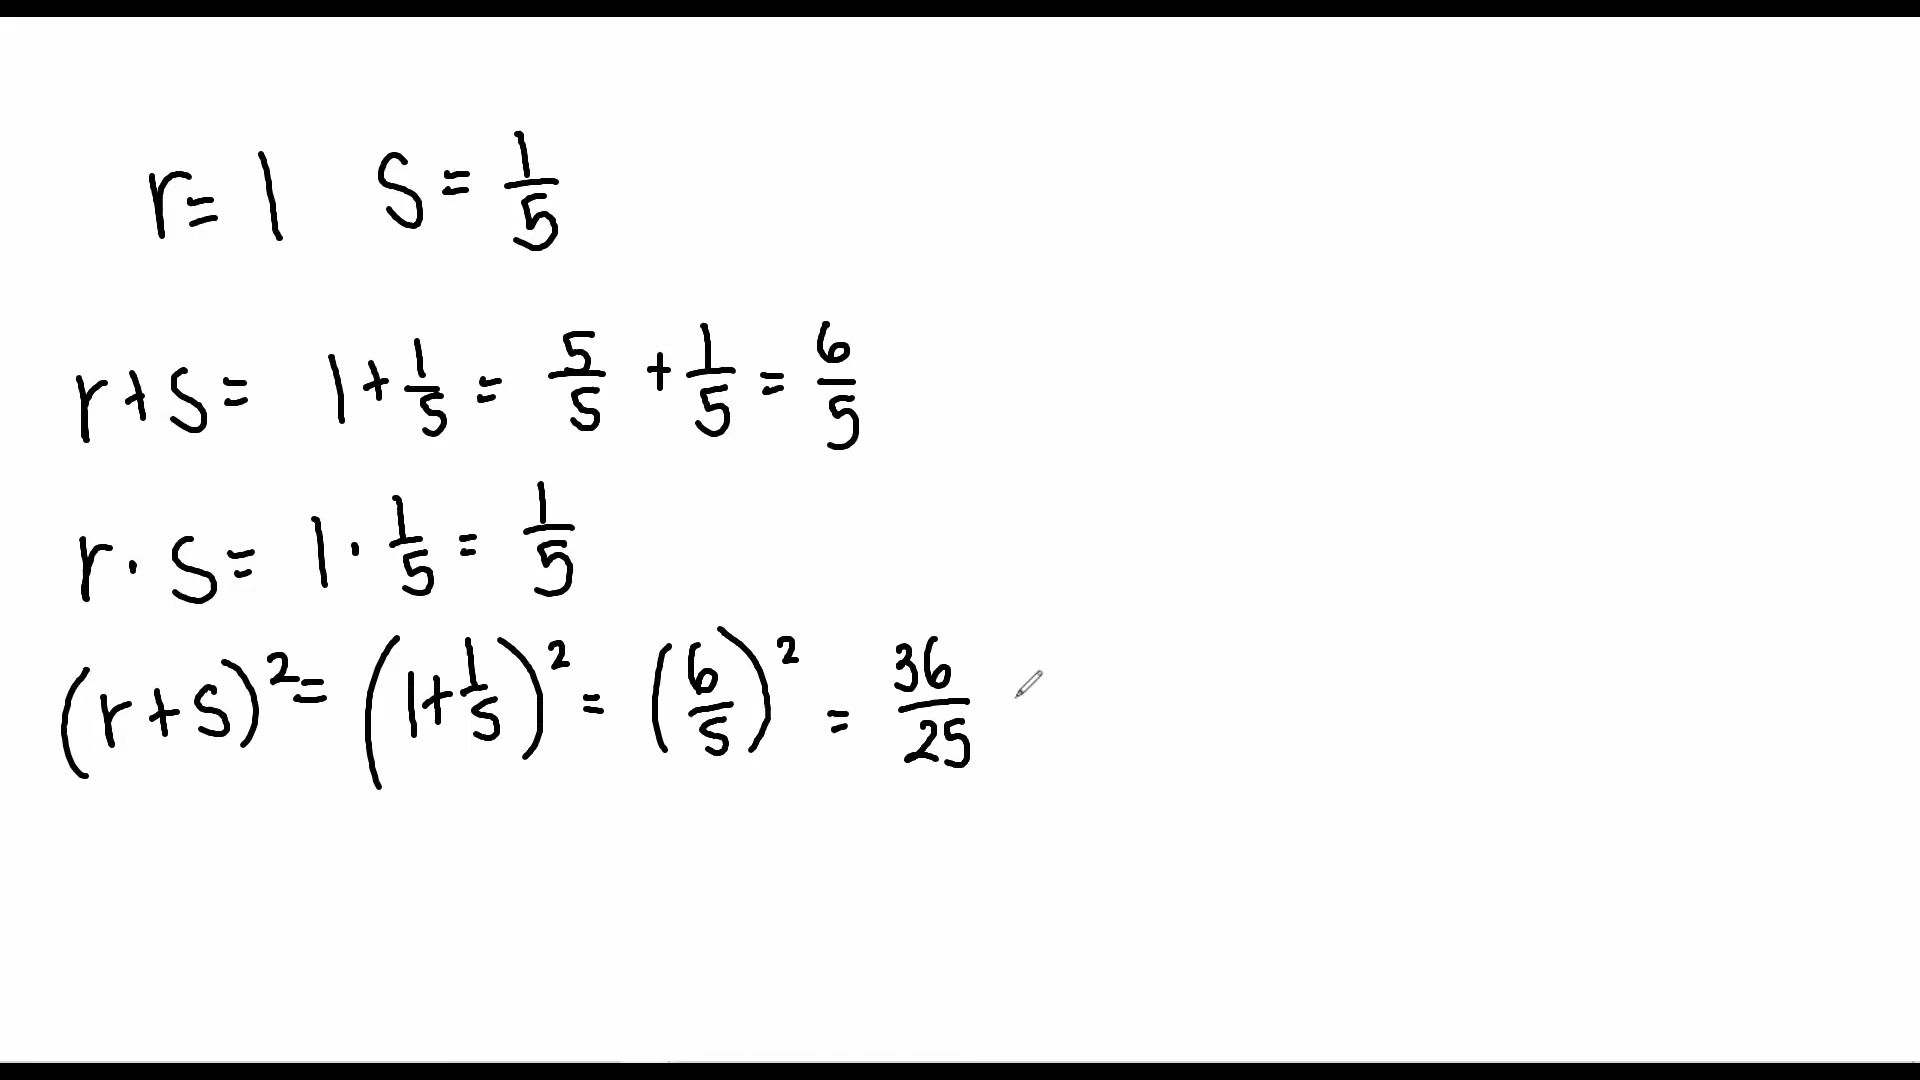 r = 1 s = 1/5
r + s = 1 + 1/5 = 5/5 + 1/5 = 6/5
r · s = 1 · 1/5 = 1/5
(r + s)² = (1 + 1/5)² = (6/5)² = 36/25